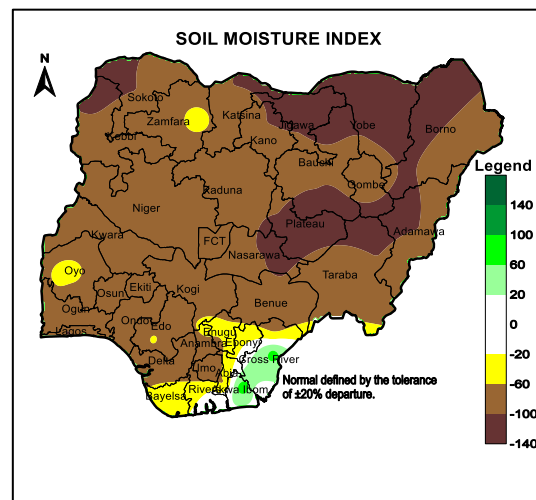 SOIL MOISTURE INDEX
N
Sokoto
Zamfara
Katsina
Kebbi
Kano
Jigawa
Yobe
Borno
Bauchi
Gombe
Kaduna
Niger
Plateau
Adamawa
Kwara
FCT
Nasarawa
Oyo
Taraba
Osun
Ekiti
Kogi
Benue
Ogun
Ondo
Edo
Lagos
Enugu
Anambra
Ebony
Cross River
Delta
Imo
Abia
Bayelsa
Rivers
Akwa Ibom
Legend
140
100
60
20
0
-20
-60
-100
-140
Normal defined by the tolerance
of ±20% departure.